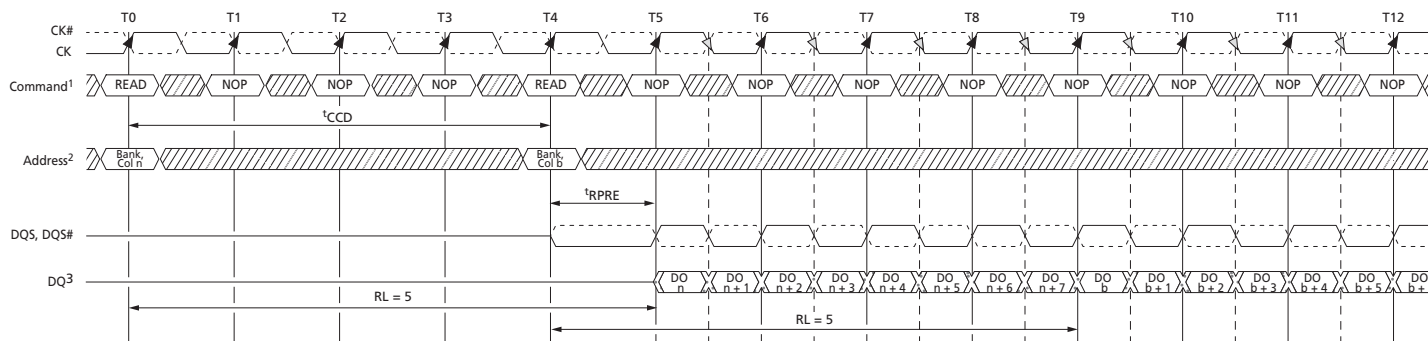 T0 T1 T2 T3 T4 T5 T6 T7 T8 T9 T10 T11 T12
CK#
CK
Command1 READ NOP NOP NOP READ NOP NOP NOP NOP NOP NOP NOP NOP
tCCD
Address2 Bank, Col n Bank, Col b
tRPRE
DQS, DQS#
DQ3 DO n DO n + 1 DO n + 2 DO n + 3 DO n + 4 DO n + 5 DO n + 6 DO n + 7 DO b DO b + 1 DO b + 2 DO b + 3 DO b + 4 DO b + 5 DO b +
RL = 5
RL = 5